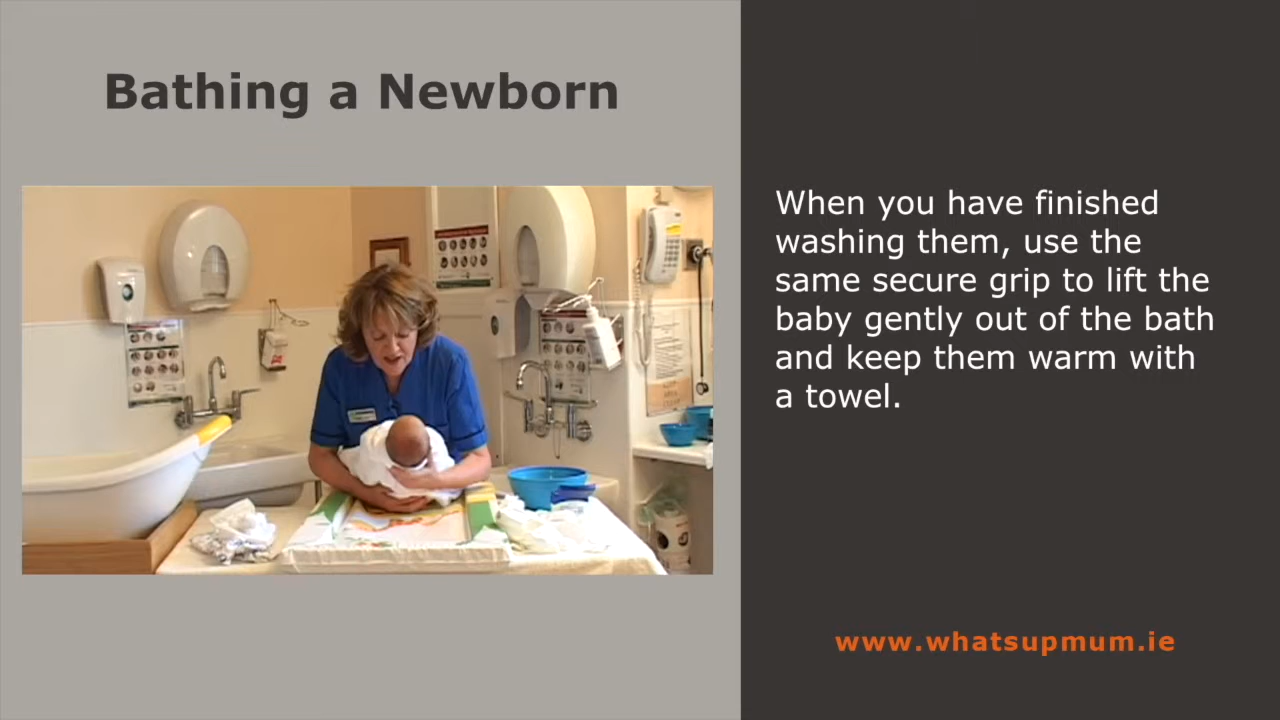 Bathing a Newborn
When you have finished
washing them, use the
same secure grip to lift the
baby gently out of the bath
and keep them warm with
a towel.
www.whatsupmum.ie